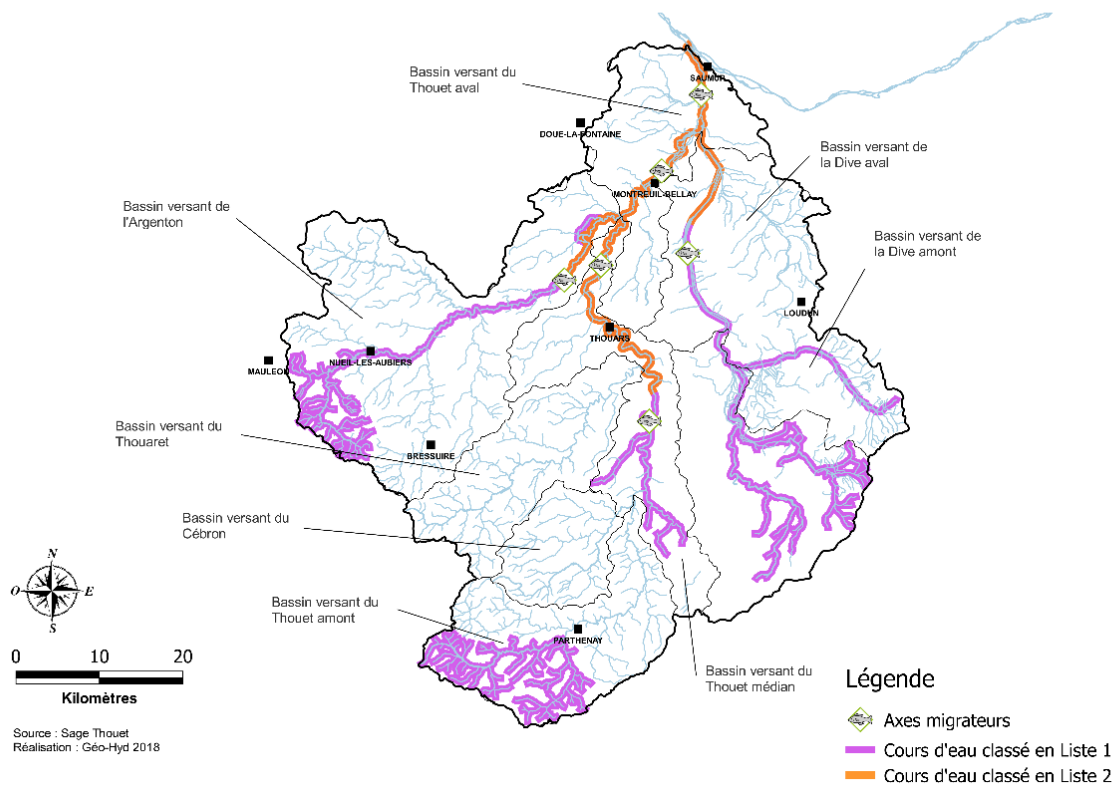 SAUMUR
Bassin versant du
Thouet aval
DOUE-LA-FONTAINE
Bassin versant de
la Dive aval
MONTREUIL-BELLAY
Bassin versant de
l'Argenton
Bassin versant de
la Dive amont
LOUDUN
THOUARS
NUEIL-LES-AUBIERS
MAULEON
Bassin versant du
Thouaret
BRESSUIRE
Bassin versant du
Cébron
N
O
E
S
Bassin versant du
Thouet amont
PARTHENAY
0 10 20
Kilomètres
Bassin versant du
Thouet médian
Source : Sage Thouet
Réalisation : Géo-Hyd 2018
Légende
Axes migrateurs
Cours d'eau classé en Liste 1
Cours d'eau classé en Liste 2